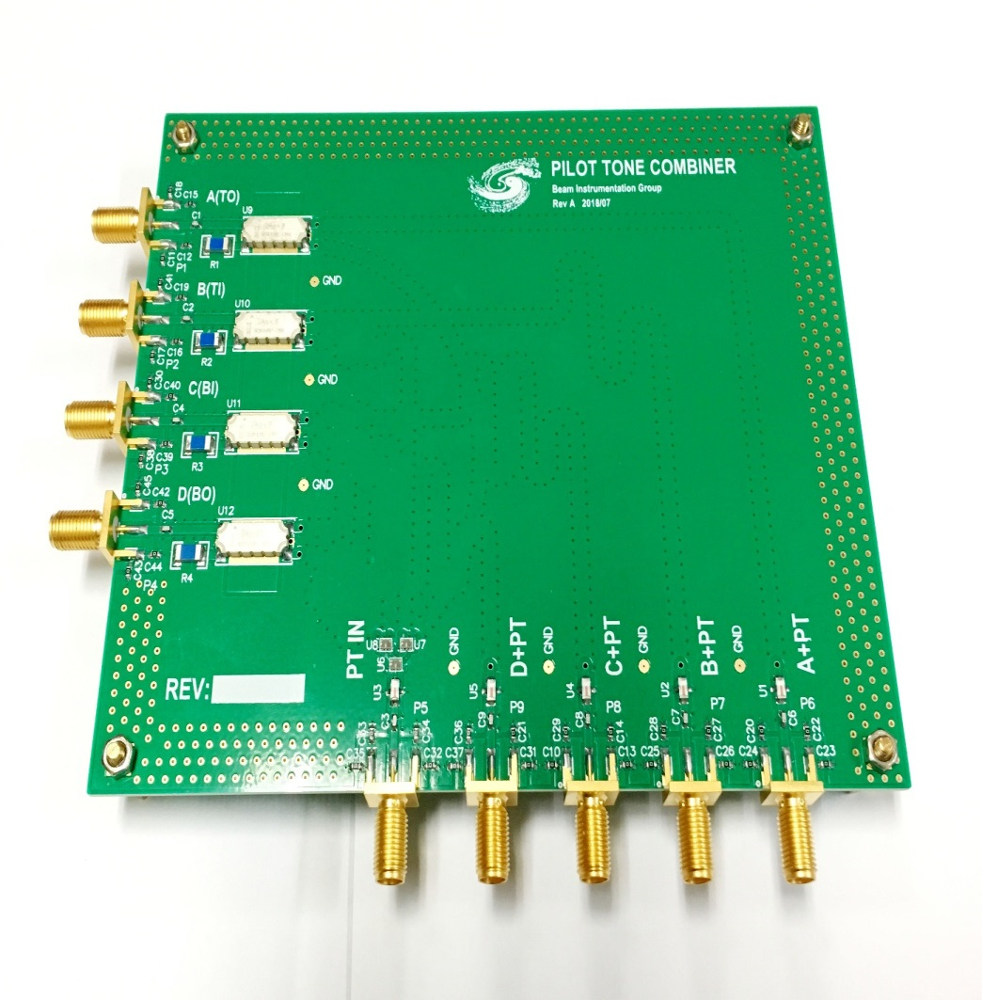 PILOT TONE COMBINER
Beam Instrumentation Group
Rev A 2018/07
C18
C15
A(TO)
U9
C1
C11
C12
P1
R1
GND
C41
C19
B(TI)
U10
C2
C17
C16
P2
R2
GND
C30
C40
C(BI)
U11
C4
C38
C39
P3
R3
GND
C45
C42
D(BO)
U12
C5
C43
C44
P4
R4
REV:
PT IN
GND
D+PT
GND
C+PT
GND
B+PT
GND
A+PT
U8
U7
U6
U3
U5
U4
U2
U1
P5
P9
P8
P7
P6
C3
C9
C8
C7
C6
C34
C36
C21
C29
C14
C28
C27
C20
C22
C35
C32
C37
C31
C10
C13
C25
C26
C24
C23